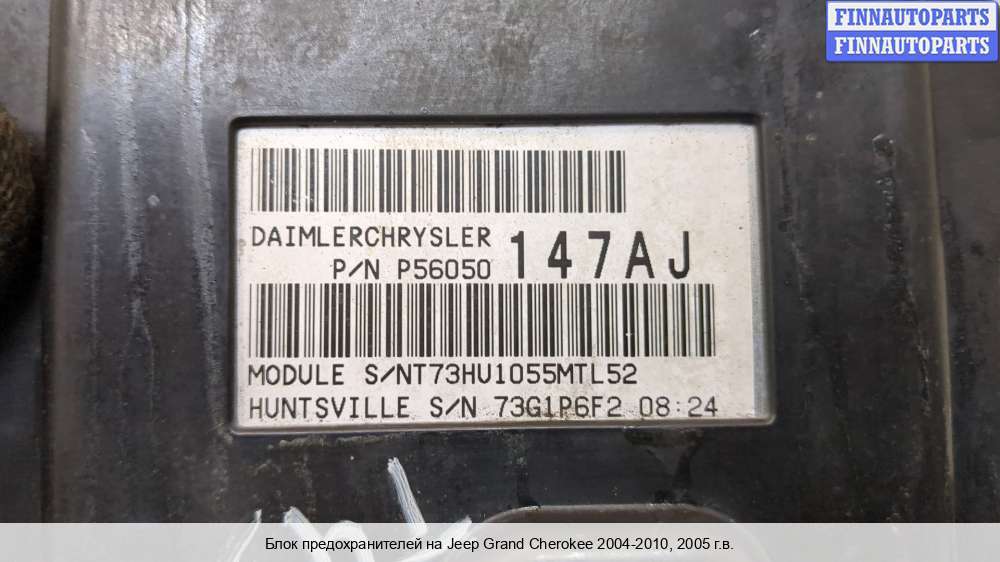 FINNAUTOPARTS
FINNAUTOPARTS
DAIMLERCHRYSLER
P/N P56050 147AJ
MODULE S/NT73HU1055MTL52
HUNTSVILLE S/N 73G1P6F2 08:24
Блок предохранителей на Jeep Grand Cherokee 2004-2010, 2005 г.в.